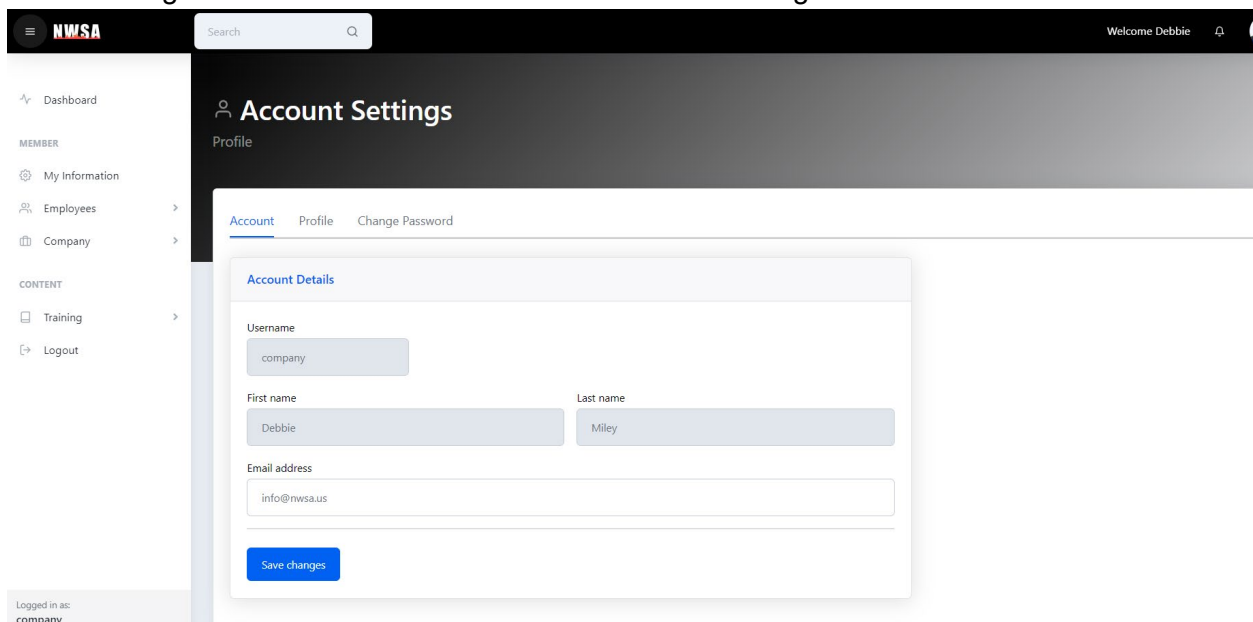 NWSA
Search
Welcome Debbie
Dashboard
MEMBER
My Information
Employees
Company
CONTENT
Training
Logout
Logged in as:
company
Account Settings
Profile
Account Profile Change Password
Account Details
Username
company
First name Last name
Debbie Miley
Email address
info@nwsa.us
Save changes